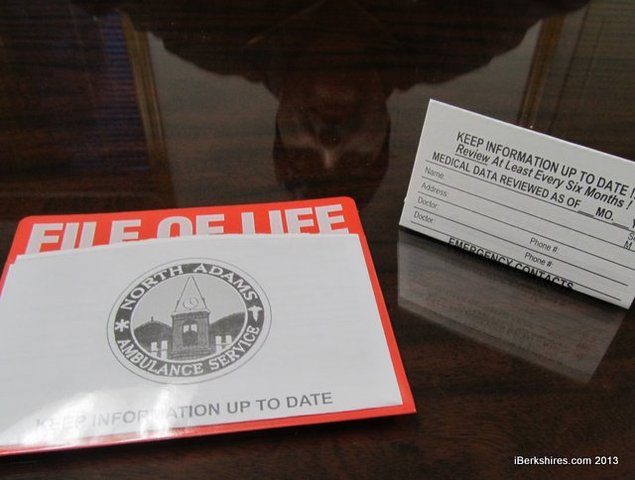 FILE OF LIFE
NORTH ADAMS
AMBULANCE SERVICE
KEEP INFORMATION UP TO DATE
KEEP INFORMATION UP TO DATE
Review At Least Every Six Months!
MEDICAL DATA REVIEWED AS OF MO.
Name:
Address:
Doctor: Phone #:
Doctor: Phone #:
EMERGENCY CONTACTS
iBerkshires.com 2013